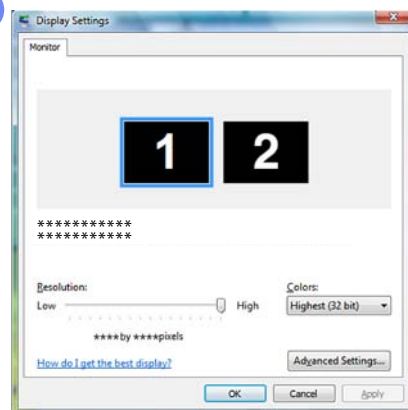 Display Settings
Monitor
1 2
***********
***********
Resolution:
Colors:
Low High
Highest (32 bit)
****by ****pixels
How do I get the best display?
Advanced Settings...
OK Cancel Apply